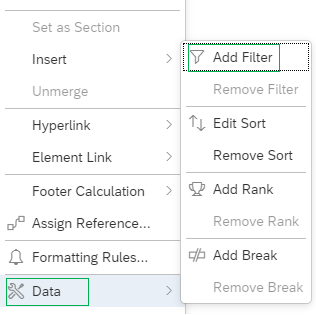 Set as Section
Insert
Unmerge
Hyperlink
Element Link
Footer Calculation
Assign Reference...
Formatting Rules...
Data
Add Filter
Remove Filter
Edit Sort
Remove Sort
Add Rank
Remove Rank
Add Break
Remove Break